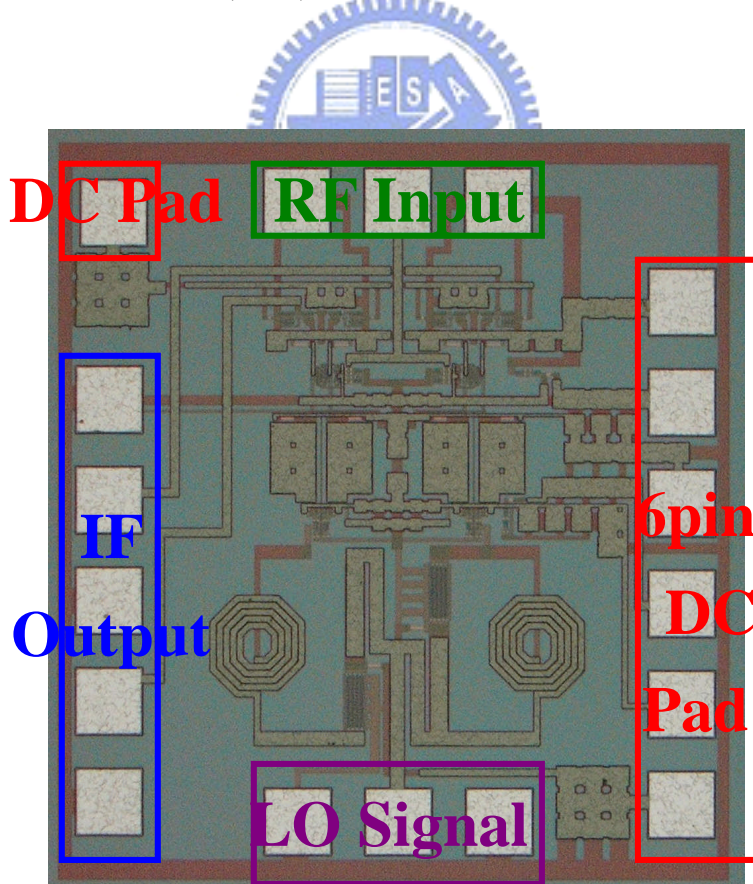 E S A
DC Pad
RF Input
6pin
DC
Pad
IF
Output
LO Signal